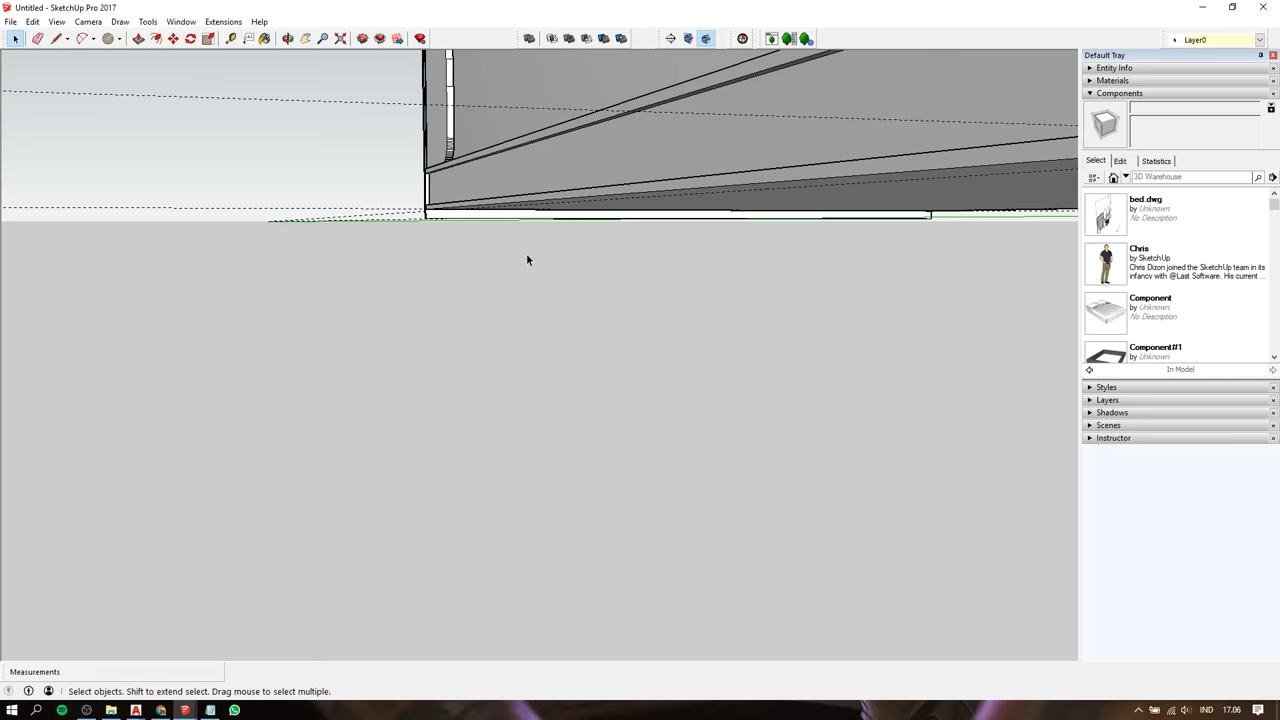 Untitled - SketchUp Pro 2017
File Edit View Camera Draw Tools Window Extensions Help
Layer0
Default Tray
Entity Info
Materials
Components
Select Edit Statistics
3D Warehouse
bed.dwg
by Unknown
No Description
Chris
by SketchUp
Chris Dizon joined the SketchUp team in its
infancy with @Last Software. His current ...
Component
by Unknown
No Description
Component#1
by Unknown
In Model
Styles
Layers
Shadows
Scenes
Instructor
Measurements
Select objects. Shift to extend select. Drag mouse to select multiple.
IND 17.06